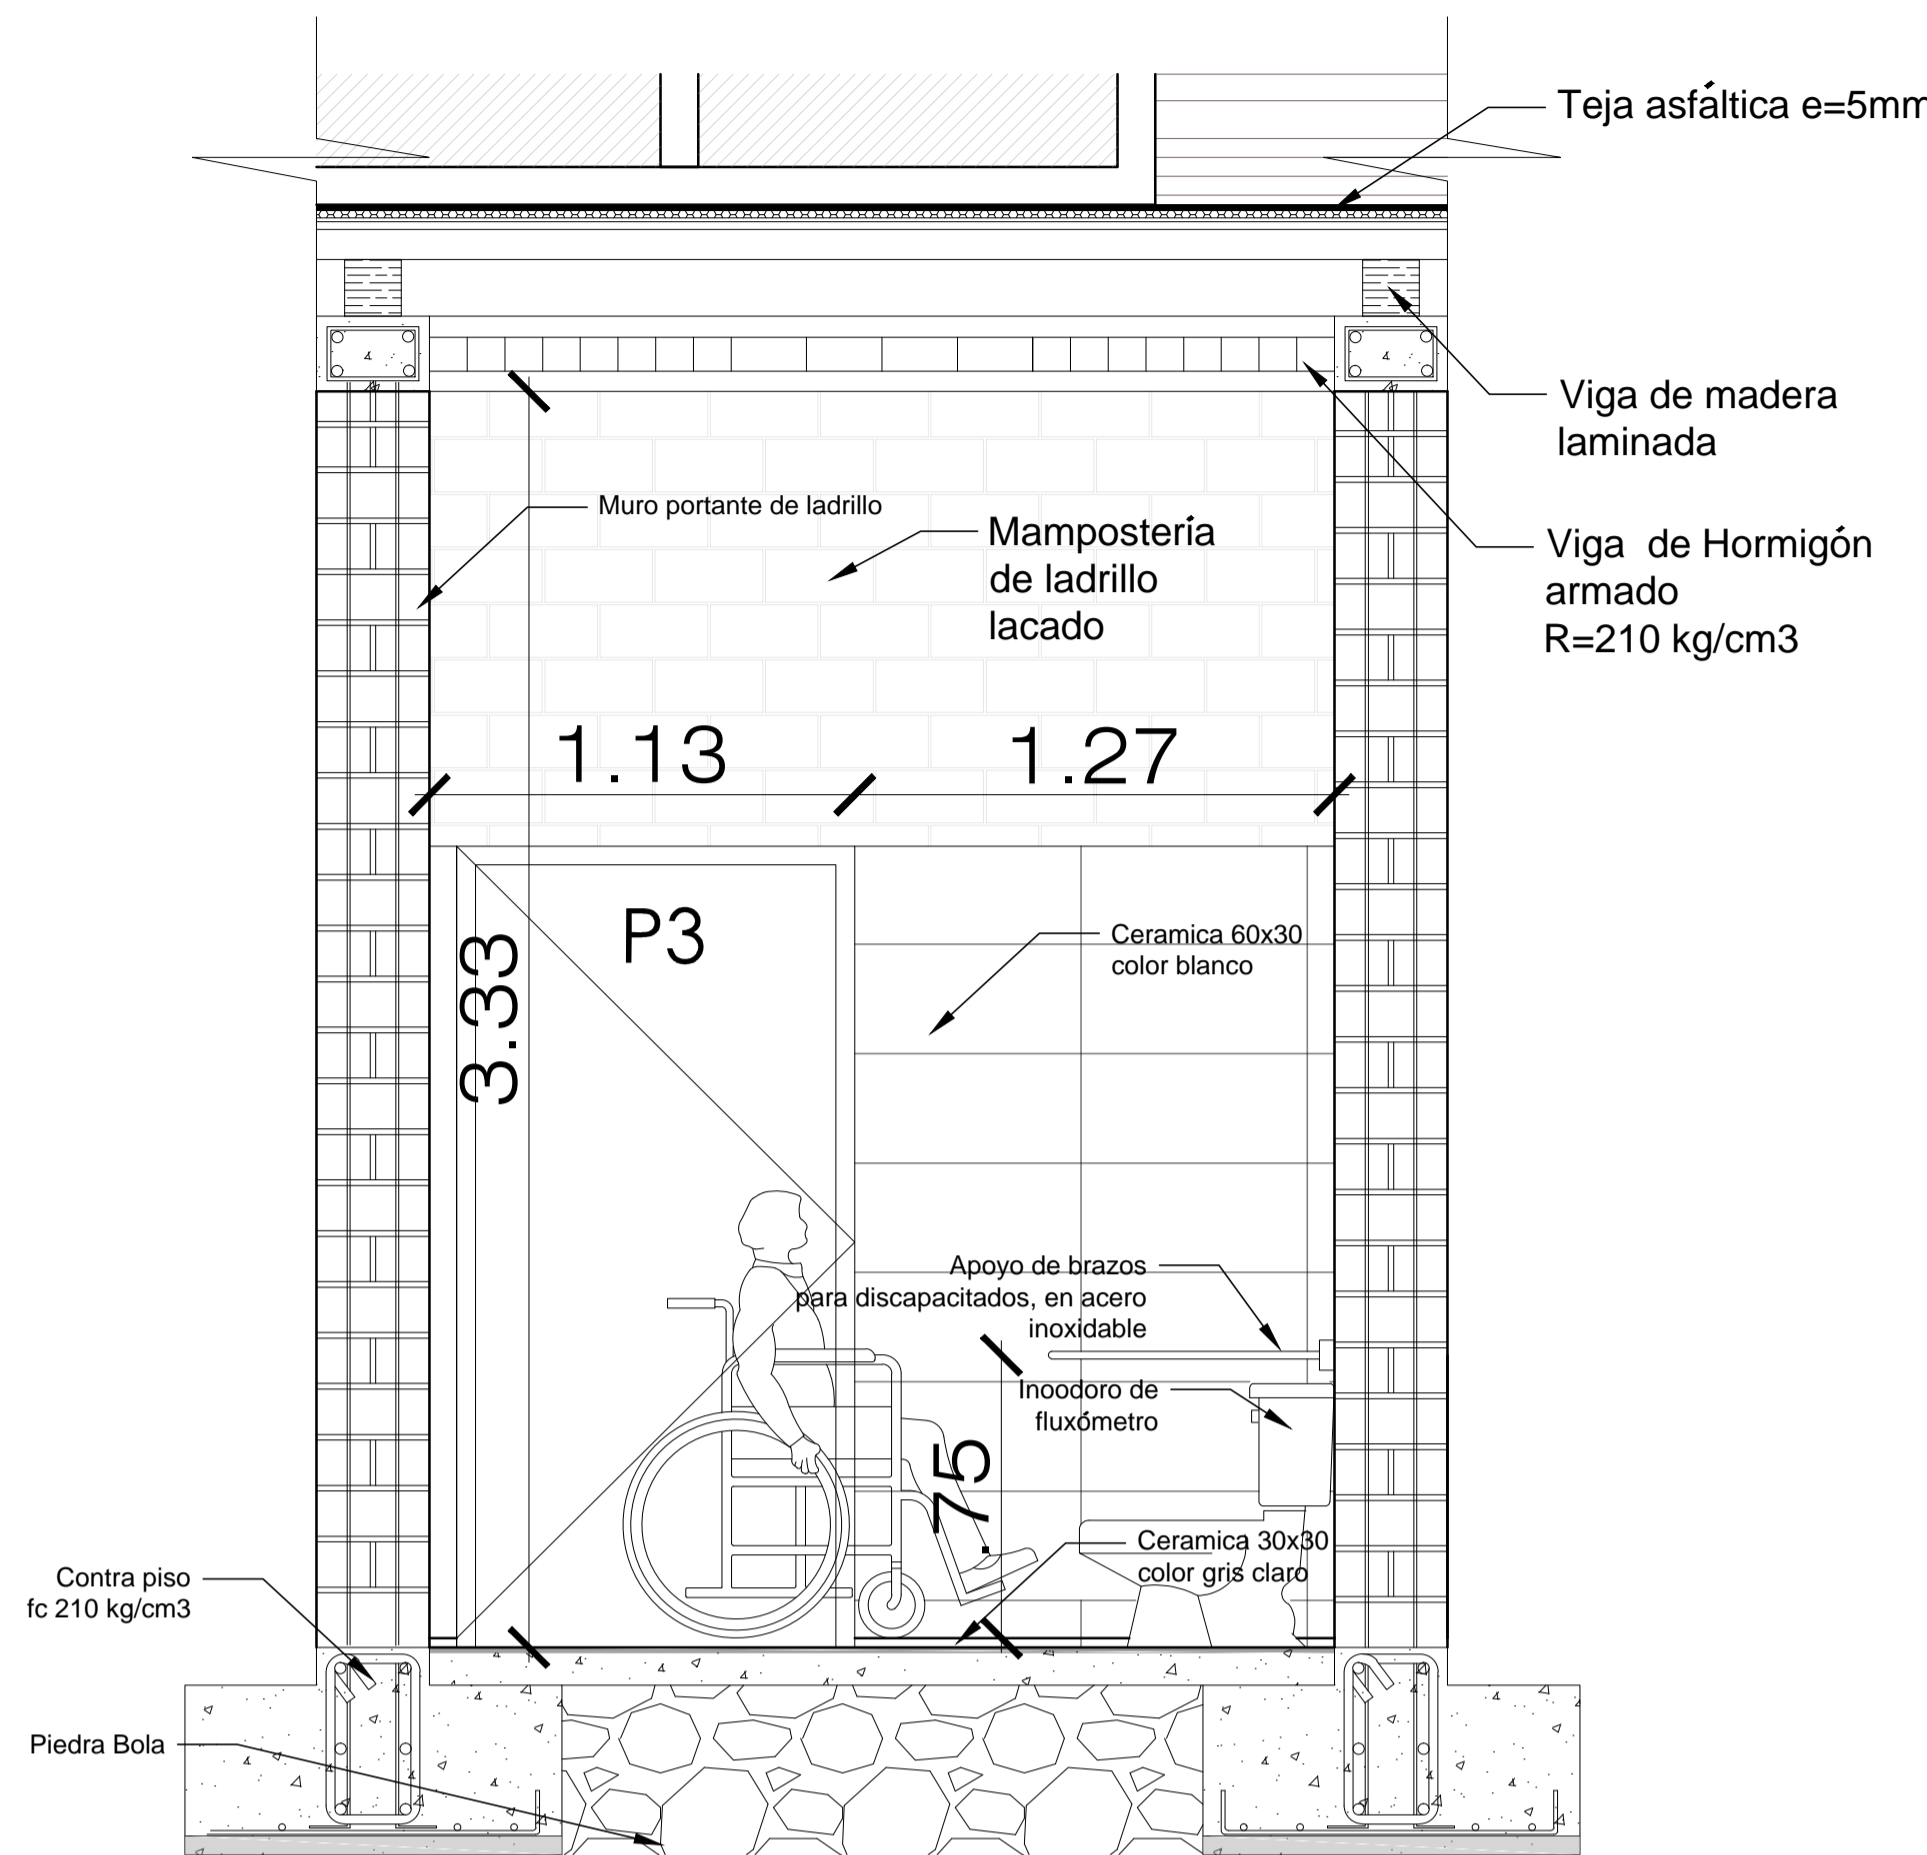 Teja asfáltica e=5mm
Viga de madera
laminada
Muro portante de ladrillo
Mampostería
de ladrillo
lacado
Viga de Hormigón
armado
R=210 kg/cm3
1.13
1.27
P3
3.33
Ceramica 60x30
color blanco
Apoyo de brazos
para discapacitados, en acero
inoxidable
Inoodoro de
fluxómetro
.75
Ceramica 30x30
color gris claro
Contra piso
fc 210 kg/cm3
Piedra Bola